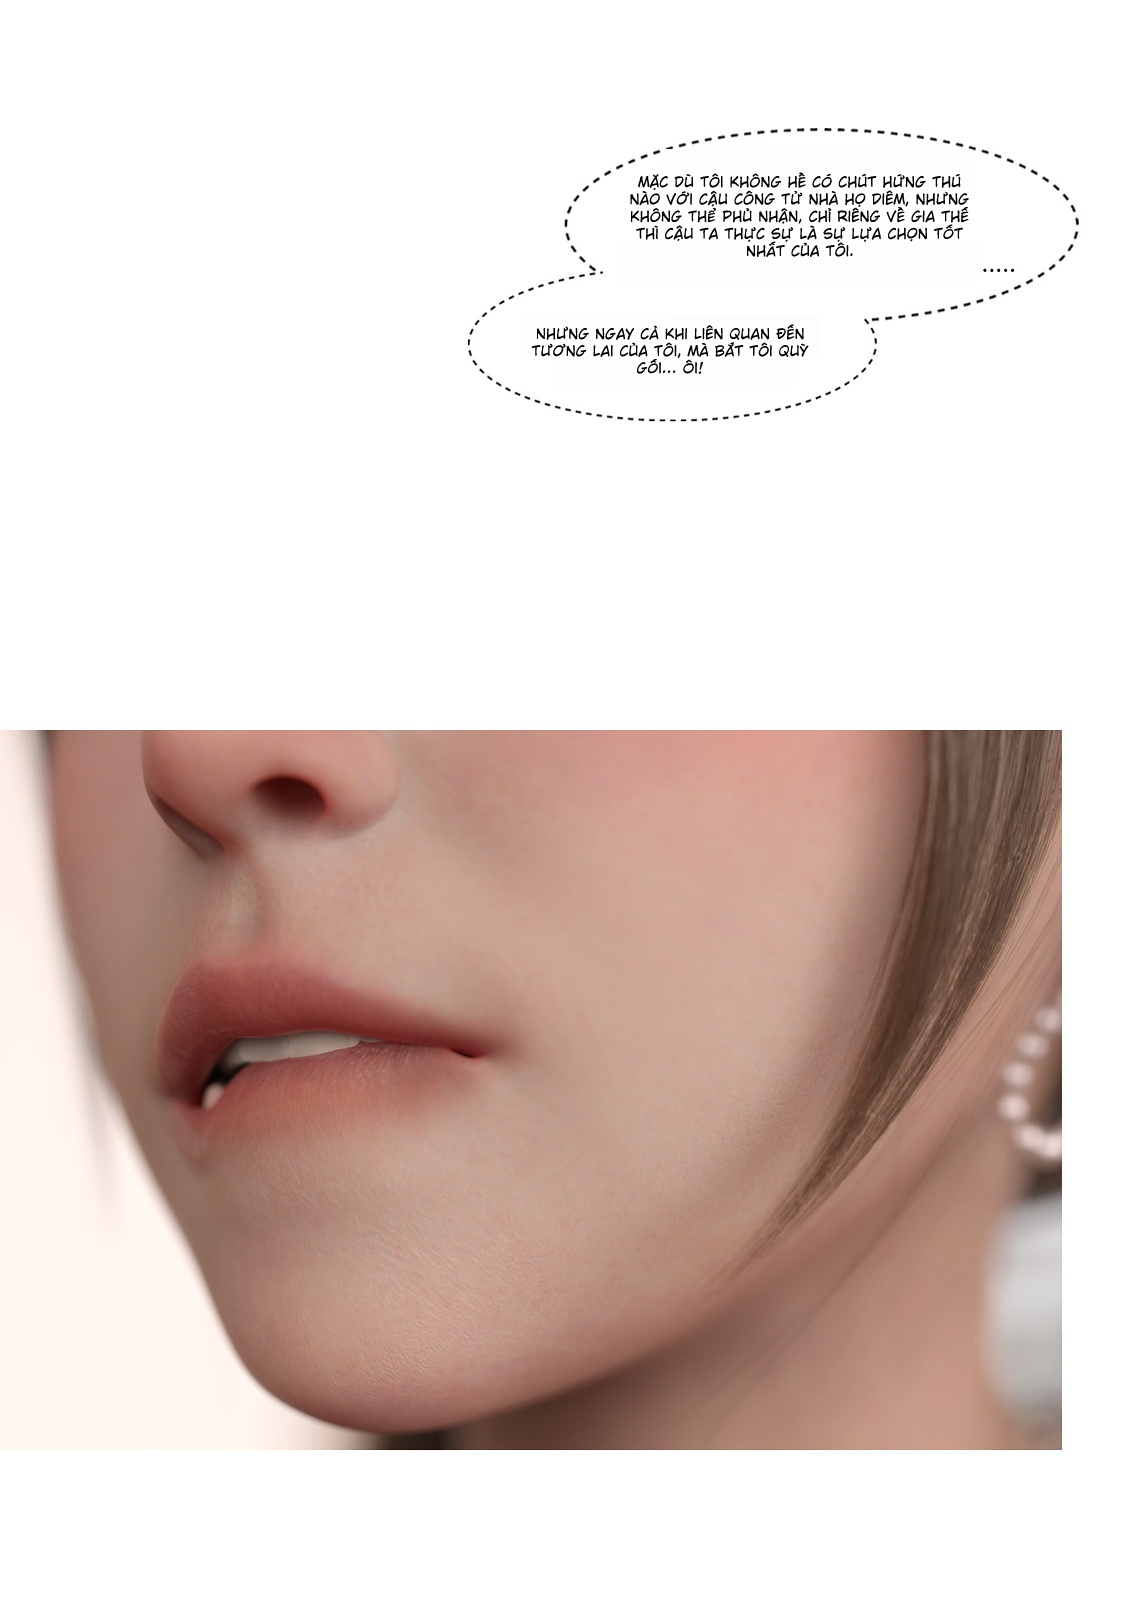 MẶC DÙ TÔI KHÔNG HỀ CÓ CHÚT HỨNG THÚ
NÀO VỚI CẬU CÔNG TỬ NHÀ HỌ DIÊM, NHƯNG
KHÔNG THỂ PHỦ NHẬN, CHỈ RIÊNG VỀ GIA THẾ
THÌ CẬU TA THỰC SỰ LÀ SỰ LỰA CHỌN TỐT
NHẤT CỦA TÔI.
.....
NHƯNG NGAY CẢ KHI LIÊN QUAN ĐẾN
TƯƠNG LAI CỦA TÔI, MÀ BẮT TÔI QUỲ
GỐI... ÔI!